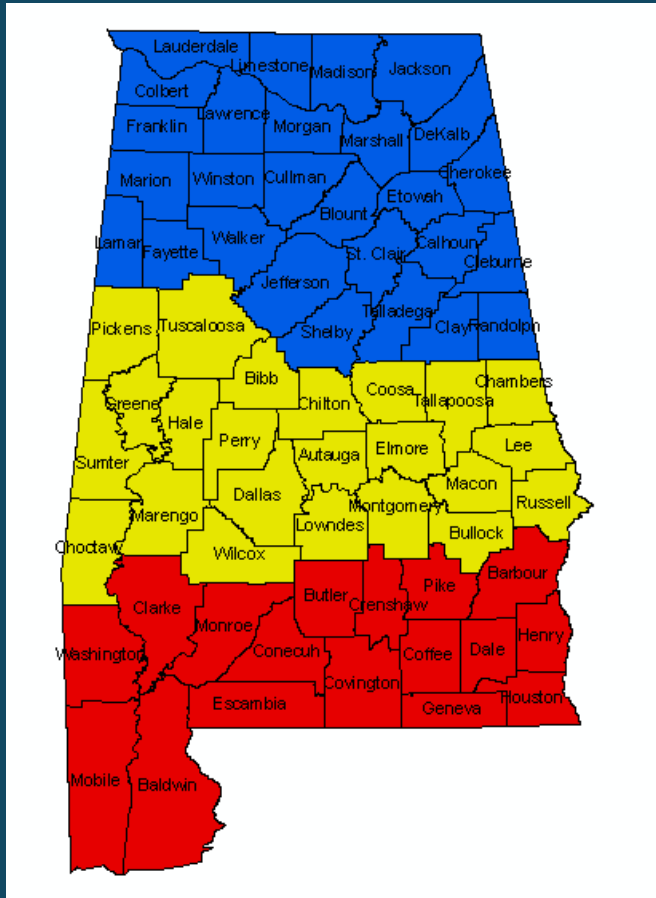 Lauderdale
Limestone
Madison
Jackson
Colbert
Lawrence
Franklin
Morgan
Marshall
DeKalb
Cherokee
Marion
Winston
Cullman
Etowah
Blount
Lamar
Fayette
Walker
St. Clair
Calhoun
Cleburne
Jefferson
Talladega
Shelby
Clay
Randolph
Pickens
Tuscaloosa
Bibb
Coosa
Chambers
Tallapoosa
Greene
Chilton
Hale
Perry
Elmore
Lee
Autauga
Sumter
Dallas
Macon
Russell
Marengo
Montgomery
Lowndes
Bullock
Choctaw
Wilcox
Clarke
Butler
Crenshaw
Pike
Barbour
Monroe
Henry
Washington
Conecuh
Coffee
Dale
Covington
Escambia
Geneva
Houston
Mobile
Baldwin